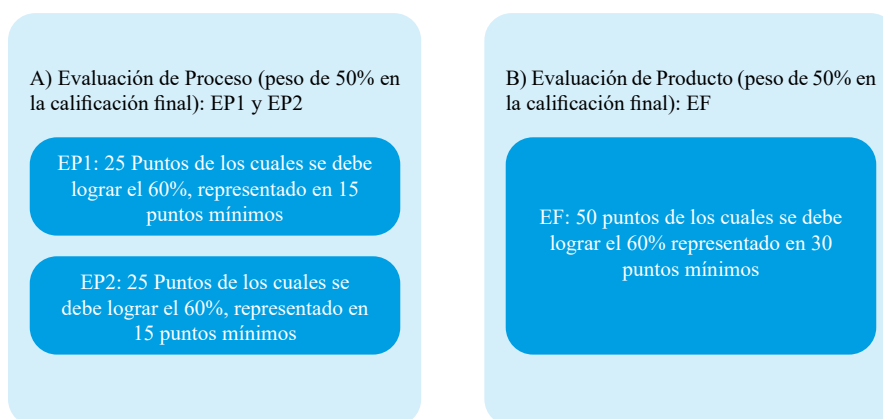 A) Evaluación de Proceso (peso de 50% en
la calificación final): EP1 y EP2
EP1: 25 Puntos de los cuales se debe
lograr el 60%, representado en 15
puntos mínimos
EP2: 25 Puntos de los cuales se
debe lograr el 60%, representado en
15 puntos mínimos
B) Evaluación de Producto (peso de 50% en
la calificación final): EF
EF: 50 puntos de los cuales se debe
lograr el 60% representado en 30
puntos mínimos